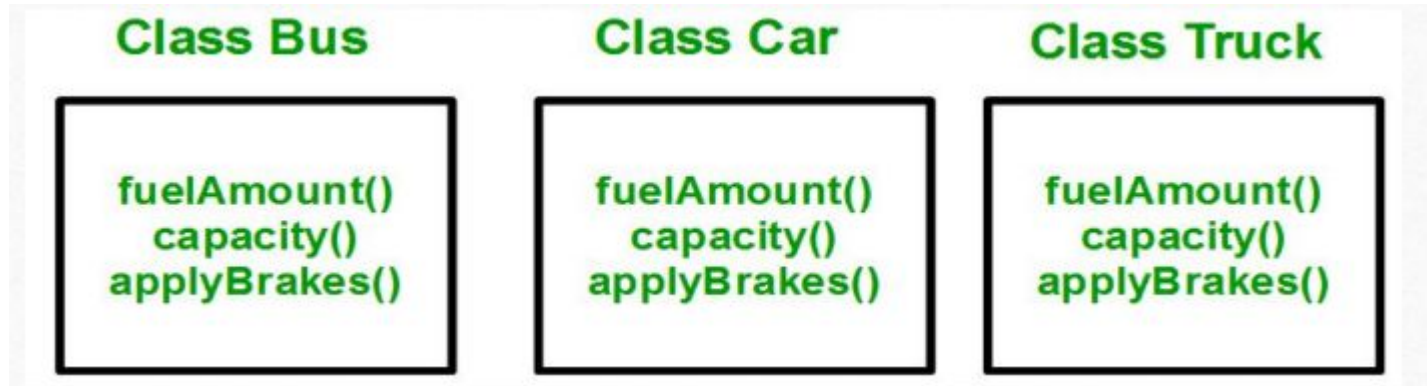 Class Bus
fuelAmount()
capacity()
applyBrakes()
Class Car
fuelAmount()
capacity()
applyBrakes()
Class Truck
fuelAmount()
capacity()
applyBrakes()